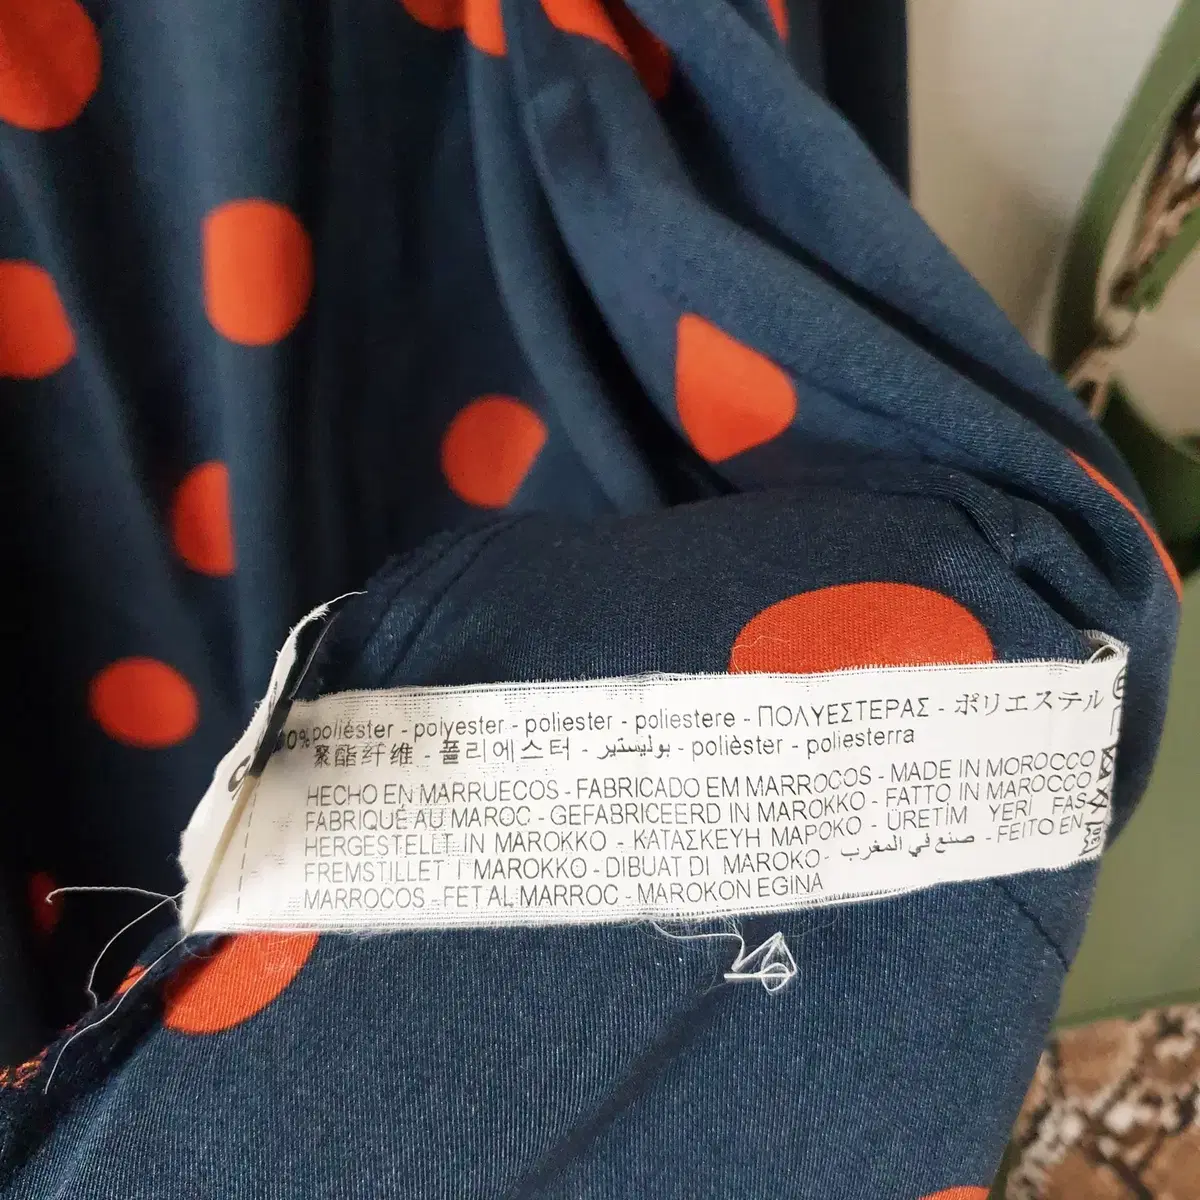 0% poliéster - polyester - poliester - poliestere - ΠΟΛΥΕΣΤΕΡΑΣ - ポリエステル
聚酯纤维 - 폴리에스터 - بوليستير - polièster - poliesterra
HECHO EN MARRUECOS - FABRICADO EM MARROCOS - MADE IN MOROCCO
FABRIQUÉ AU MAROC - GEFABRICEERD IN MAROKKO - FATTO IN MAROCCO
HERGESTELLT IN MAROKKO - ΚΑΤΑΣΚΕΥΗ ΜΑΡΟΚΟ - ÜRETİM YERİ FAS
FREMSTILLET I MAROKKO - DIBUAT DI MAROKO - صنع في المغرب - FEITO EN
MARROCOS - FET AL MARROC - MAROKON EGINA